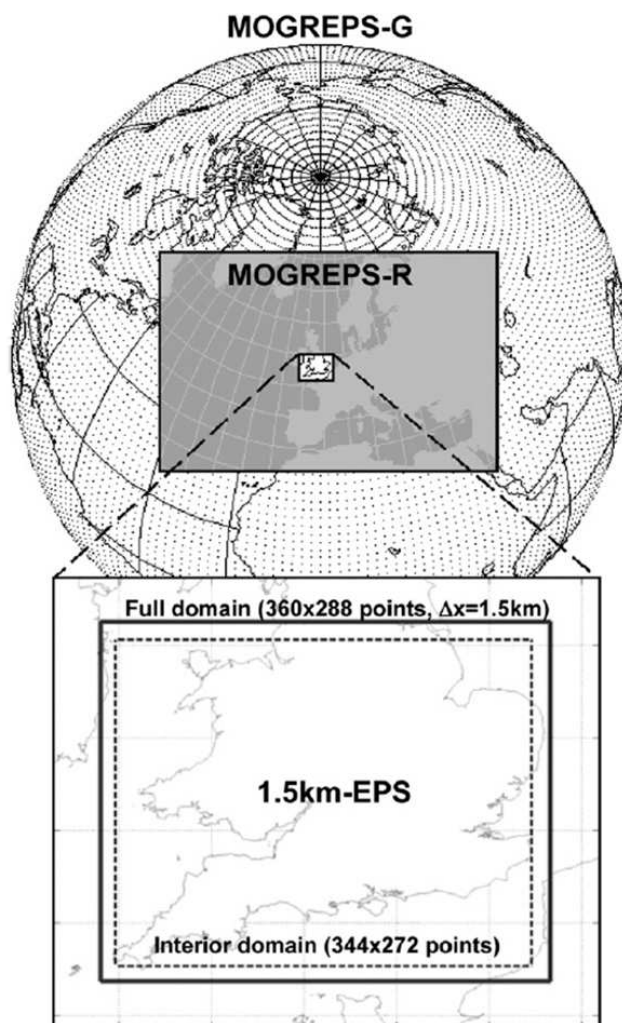 MOGREPS-G
MOGREPS-R
Full domain (360x288 points, Δx=1.5km)
1.5km-EPS
Interior domain (344x272 points)